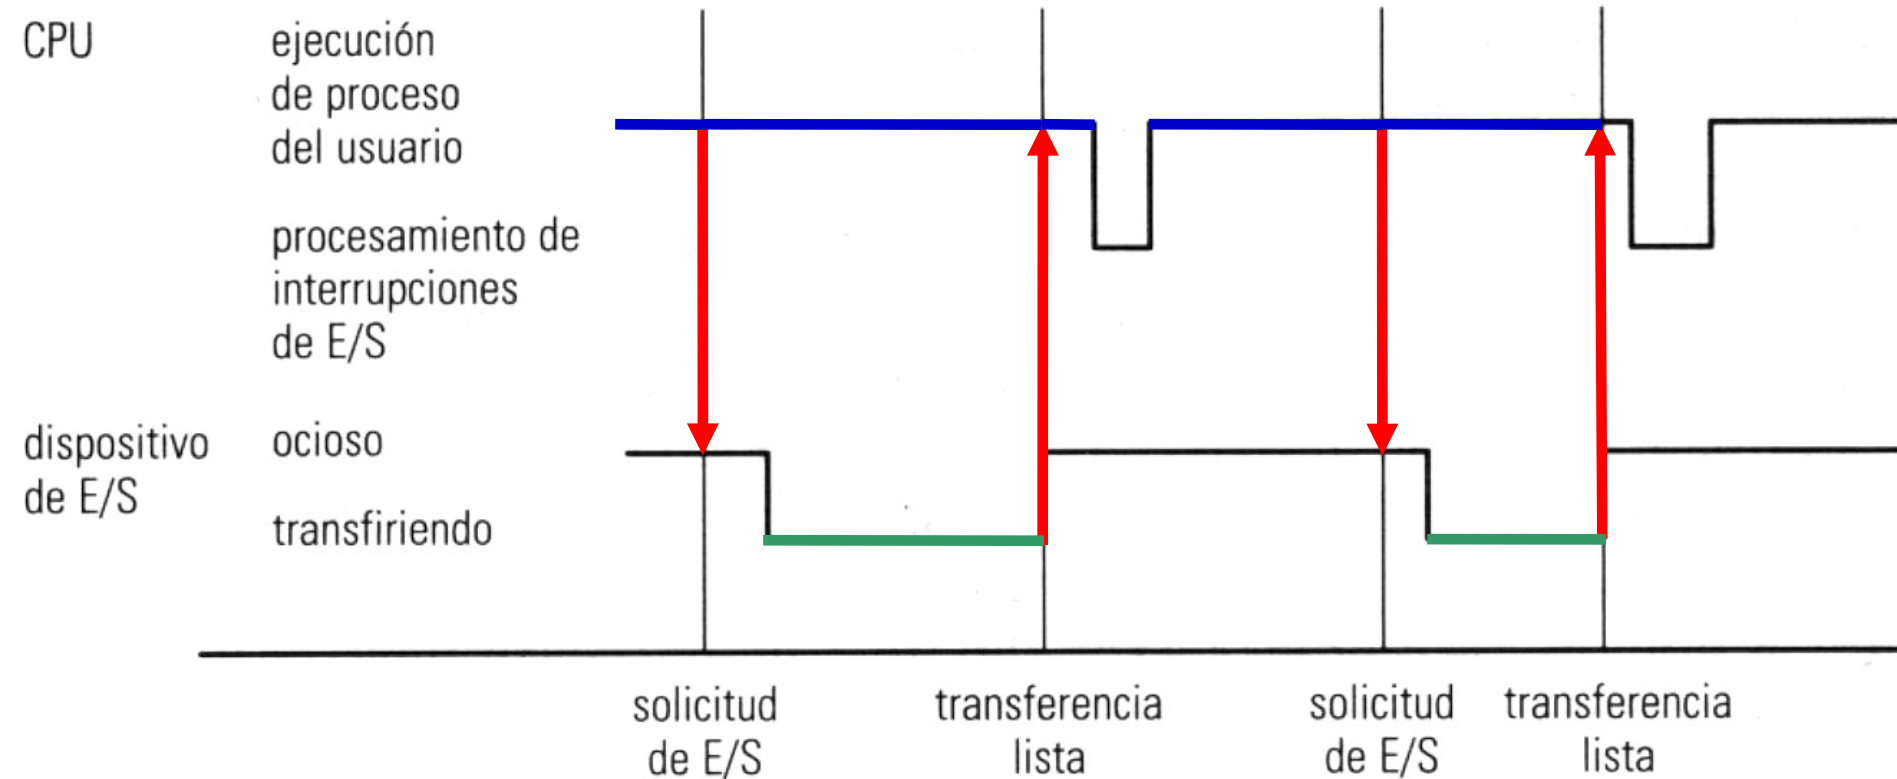 CPU
ejecución
de proceso
del usuario
procesamiento de
interrupciones
de E/S
dispositivo
de E/S
ocioso
transfiriendo
solicitud
de E/S
transferencia
lista
solicitud
de E/S
transferencia
lista